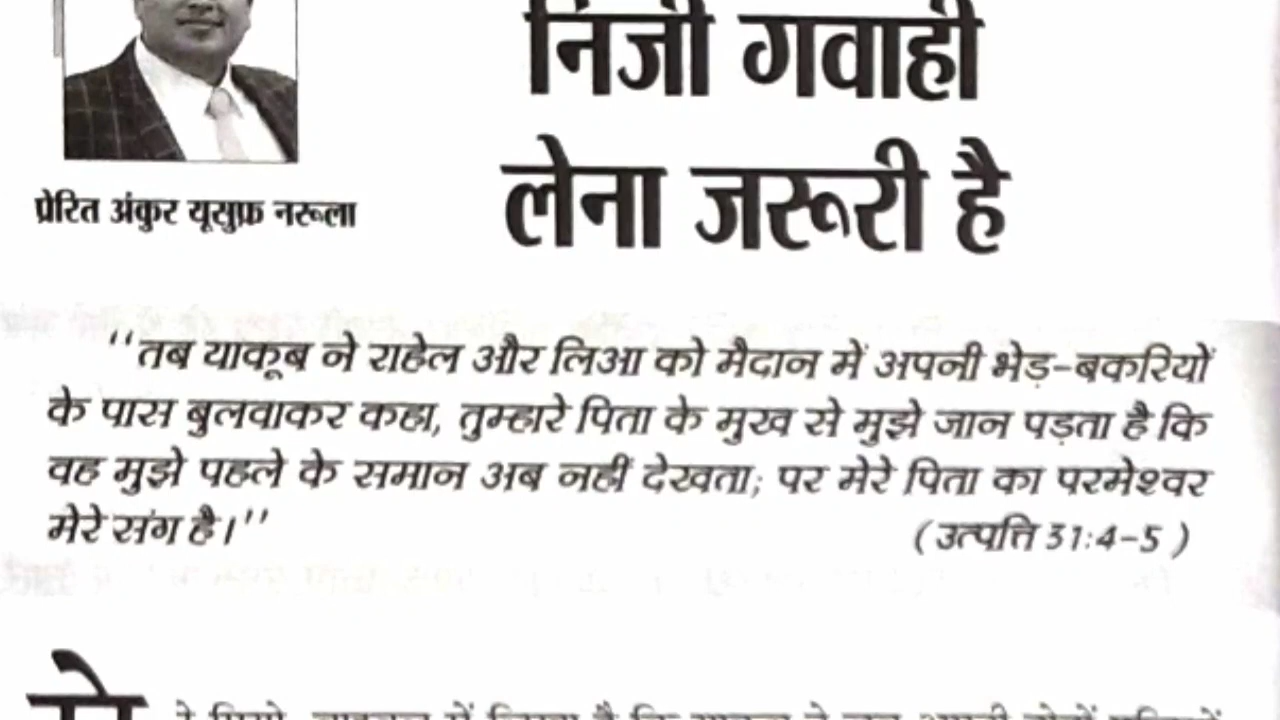 निजी गवाही
लेना जरूरी है
प्रेरित अंकुर यूसुफ़ नरूला
‘‘तब याकूब ने राहेल और लिआ को मैदान में अपनी भेड़-बकरियों
के पास बुलवाकर कहा, तुम्हारे पिता के मुख से मुझे जान पड़ता है कि
वह मुझे पहले के समान अब नहीं देखता; पर मेरे पिता का परमेश्वर
मेरे संग है।’’ (उत्पत्ति 31:4-5 )